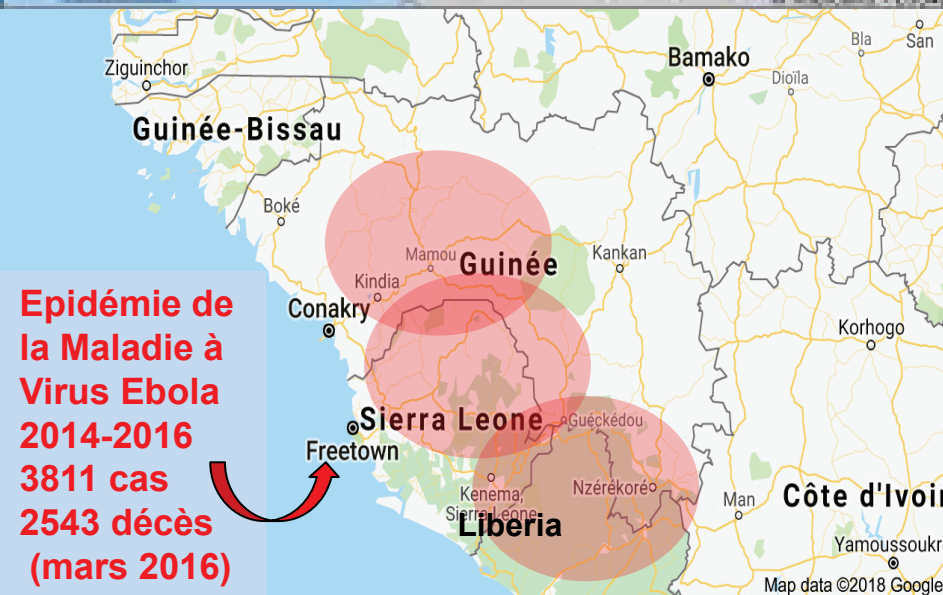 Ziguinchor
Bamako
Bla
San
Dioïla
Guinée-Bissau
Boké
Mamou
Guinée
Kankan
Kindia
Conakry
Korhogo
Epidémie de
la Maladie à
Virus Ebola
2014-2016
3811 cas
2543 décès
(mars 2016)
Sierra Leone
Guéckédou
Freetown
Kenema,
Sierra Leone
Nzérékoré
Man
Côte d'Ivoir
Liberia
Yamoussoukr
Map data ©2018 Google